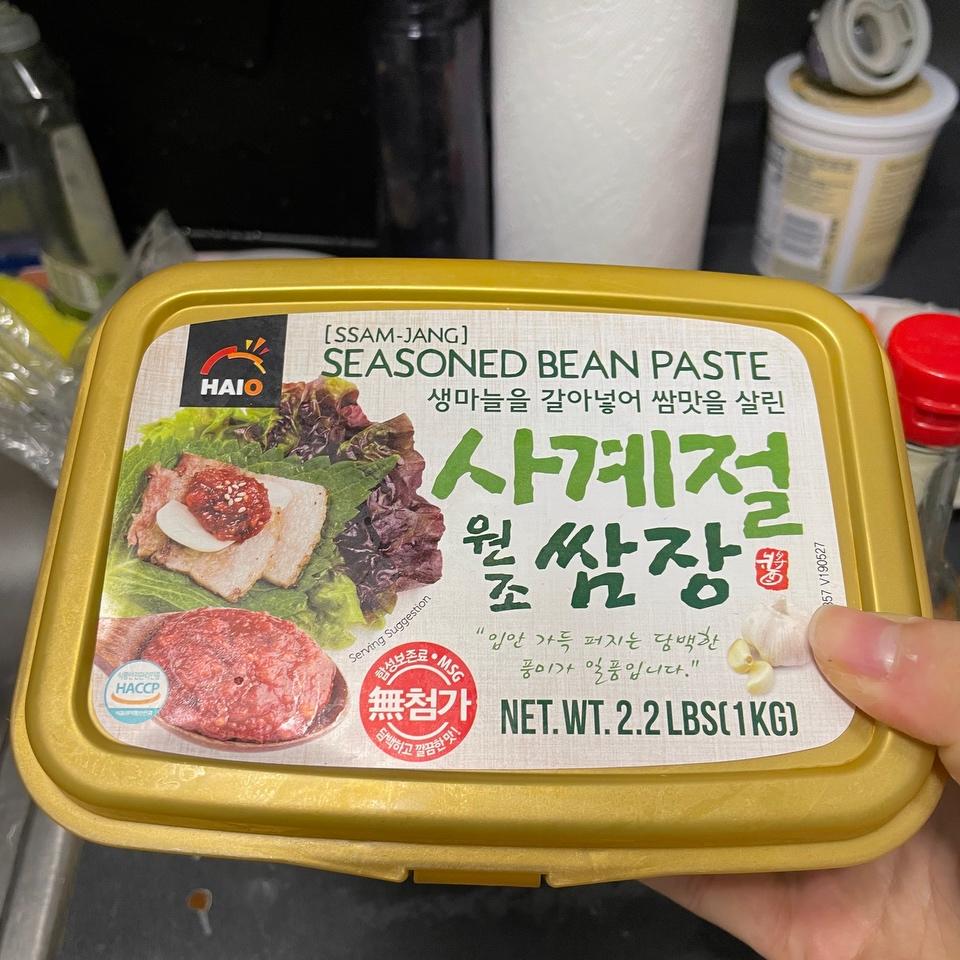 HAIO
[SSAM-JANG]
SEASONED BEAN PASTE
생마늘을 갈아넣어 쌈맛을 살린
사계절
원조 쌈장
"입안 가득 퍼지는 담백한
풍미가 일품입니다."
Serving Suggestion
HACCP
합성보존료 • MSG
無첨가
담백하고 깔끔한 맛!
NET. WT. 2.2 LBS(1KG)
357 V190527